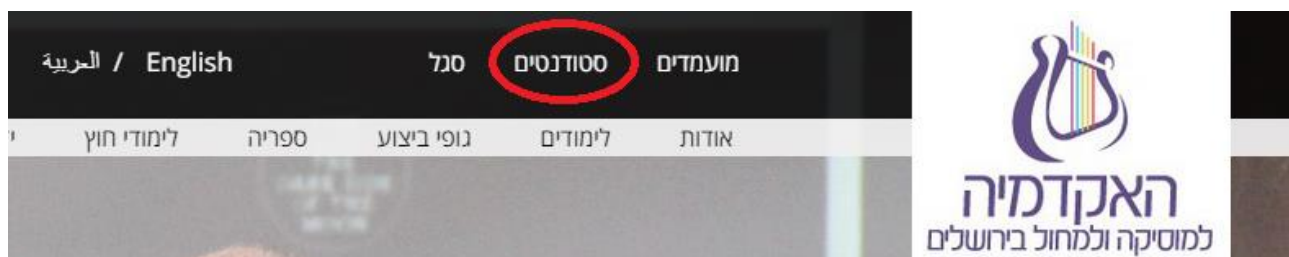 מועמדים סטודנטים סגל English / العربية
אודות לימודים גופי ביצוע ספריה לימודי חוץ
האקדמיה
למוסיקה ולמחול בירושלים